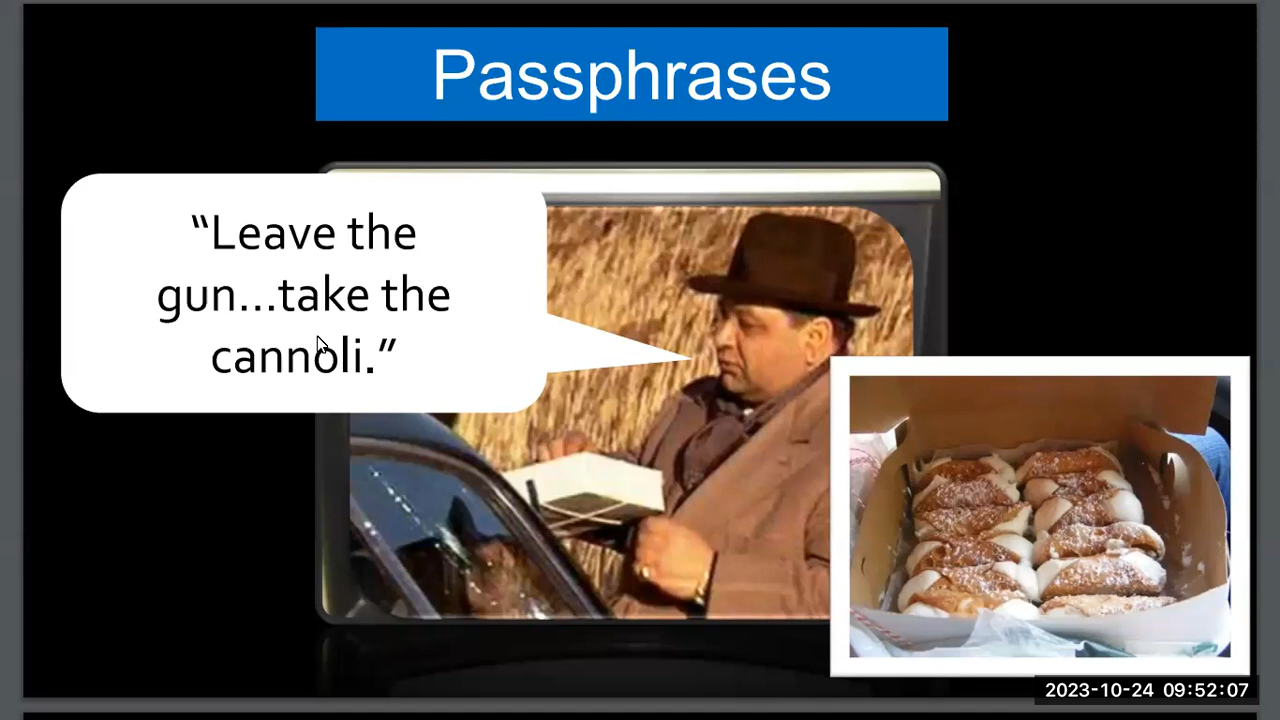 Passphrases
“Leave the
gun...take the
cannoli.”
2023-10-24 09:52:07